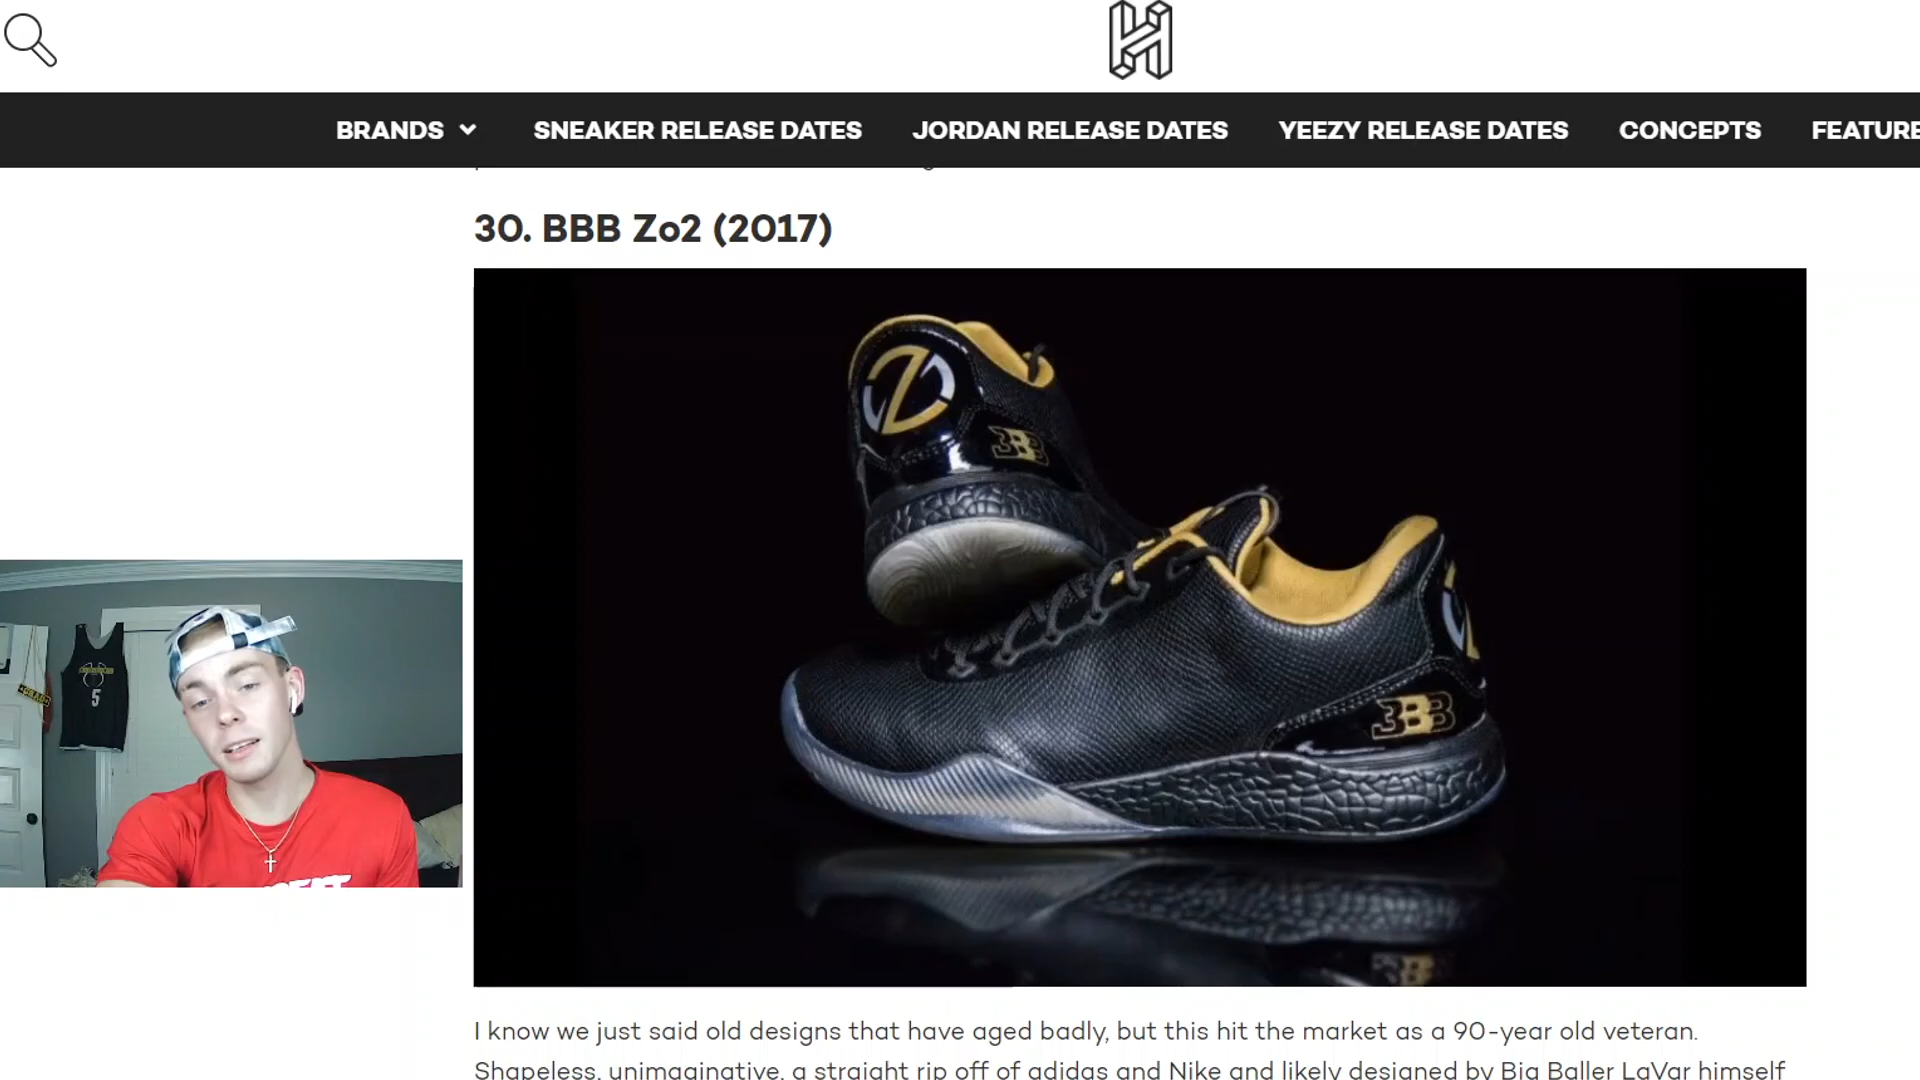 BRANDS SNEAKER RELEASE DATES JORDAN RELEASE DATES YEEZY RELEASE DATES CONCEPTS FEATURE
30. BBB Zo2 (2017)
BBB
BBB
5
I know we just said old designs that have aged badly, but this hit the market as a 90-year old veteran.
Shapeless, unimaginative, a straight rip off of adidas and Nike and likely designed by Big Baller LaVar himself